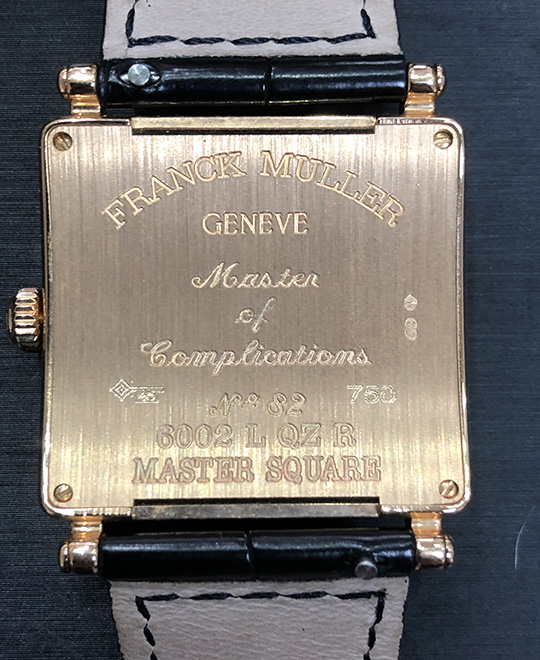 FRANCK MULLER
GENEVE
Master
of
Complications
750
Nº 82
6002 L QZ R
MASTER SQUARE